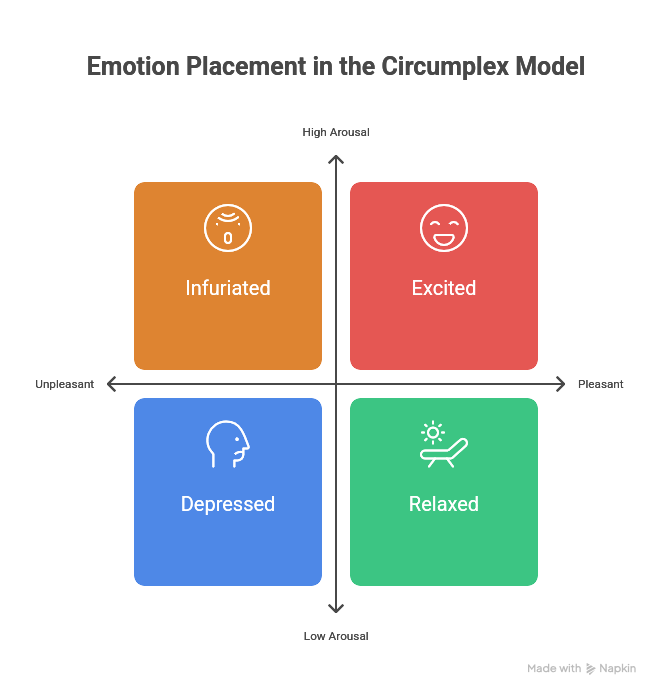 Emotion Placement in the Circumplex Model
High Arousal
Infuriated
Excited
Unpleasant
Pleasant
Depressed
Relaxed
Low Arousal
Made with Napkin